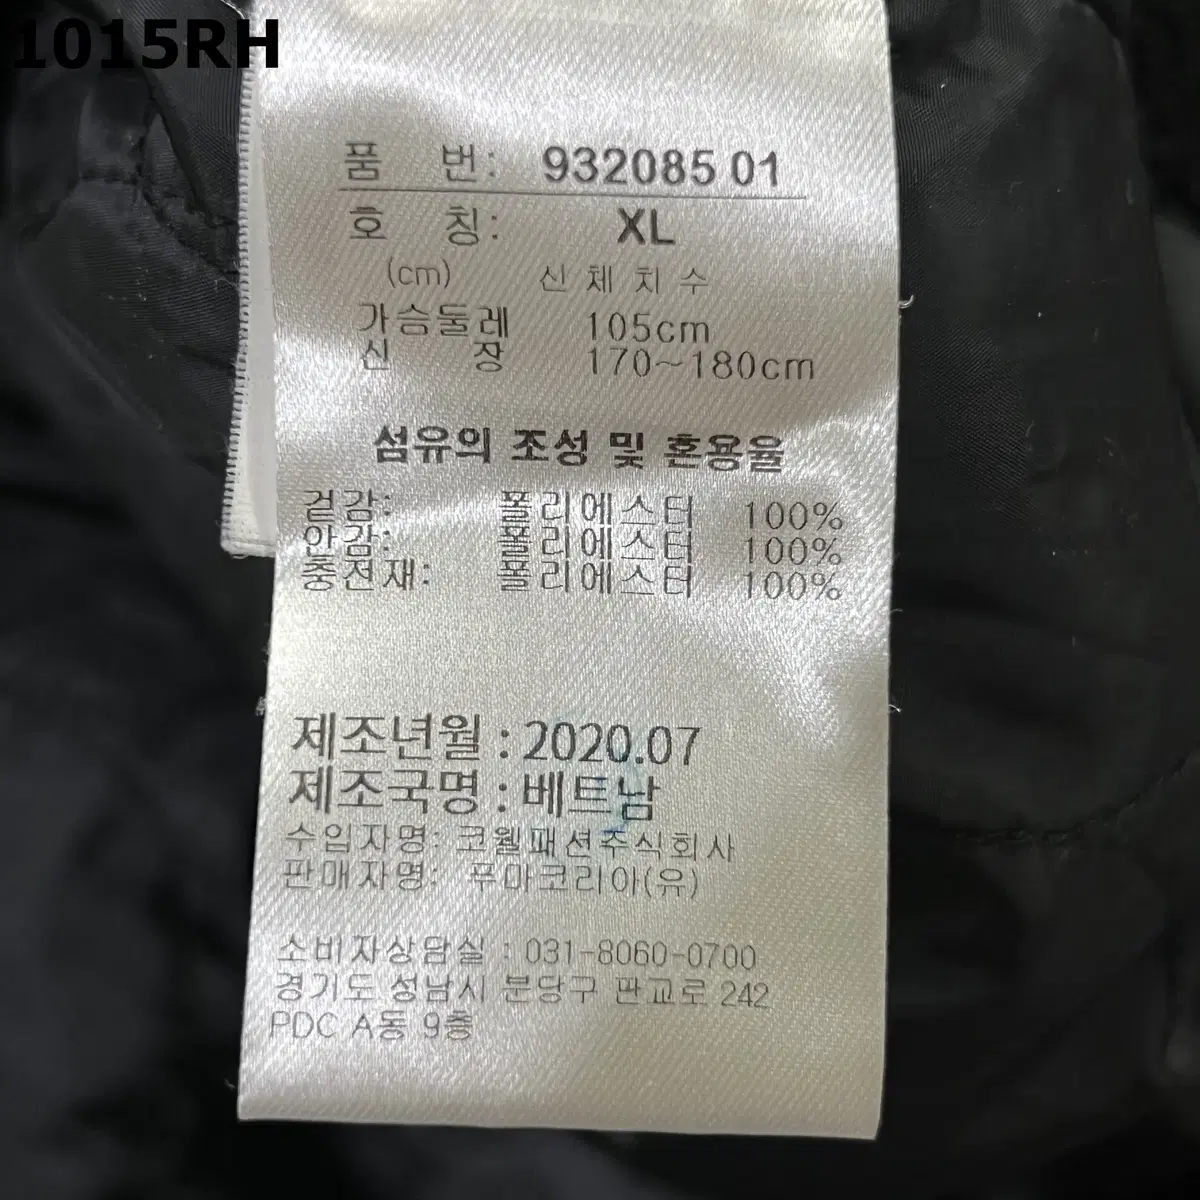 1015RH
품 번: 932085 01
호 칭: XL
(cm) 신체치수
가슴둘레 105cm
신 장 170~180cm
섬유의 조성 및 혼용율
겉감: 폴리에스터 100%
안감: 폴리에스터 100%
충전재: 폴리에스터 100%
제조년월 : 2020.07
제조국명 : 베트남
수입자명: 코웰패션주식회사
판매자명: 푸마코리아(유)
소비자상담실 : 031-8060-0700
경기도 성남시 분당구 판교로 242
PDC A동 9층